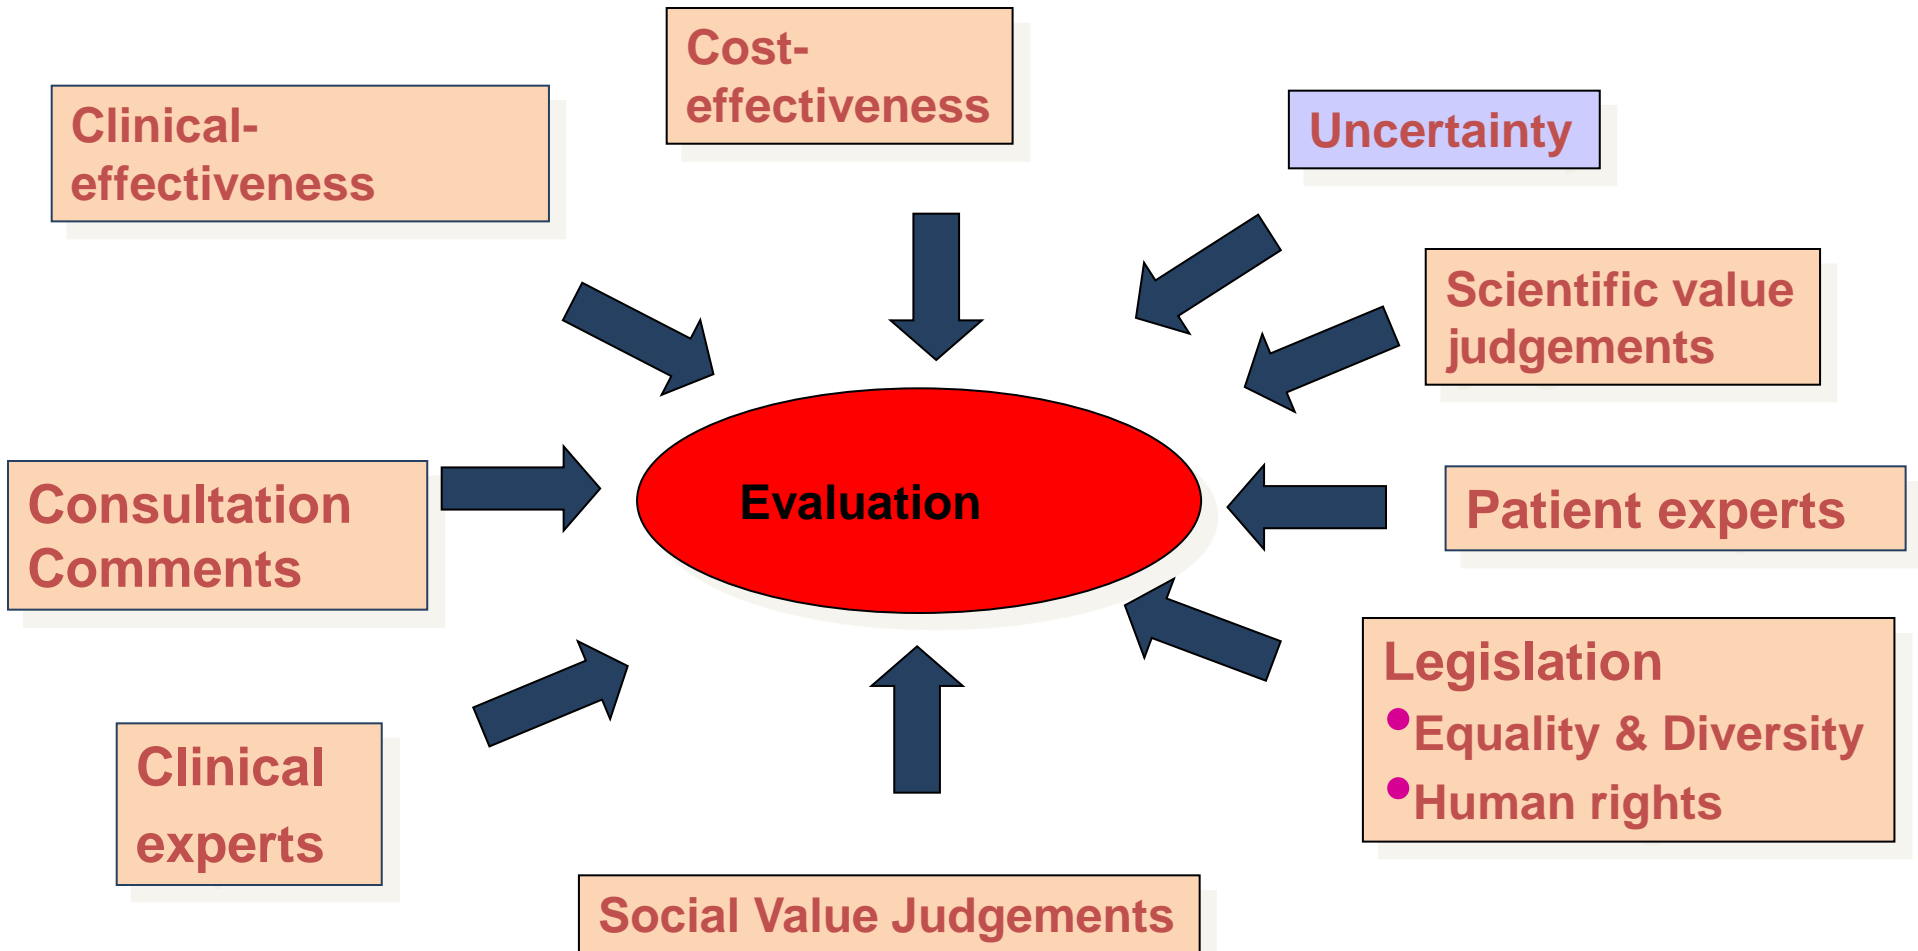 Cost-
effectiveness
Clinical-
effectiveness
Uncertainty
Scientific value
judgements
Evaluation
Consultation
Comments
Patient experts
Legislation
•Equality & Diversity
•Human rights
Clinical
experts
Social Value Judgements